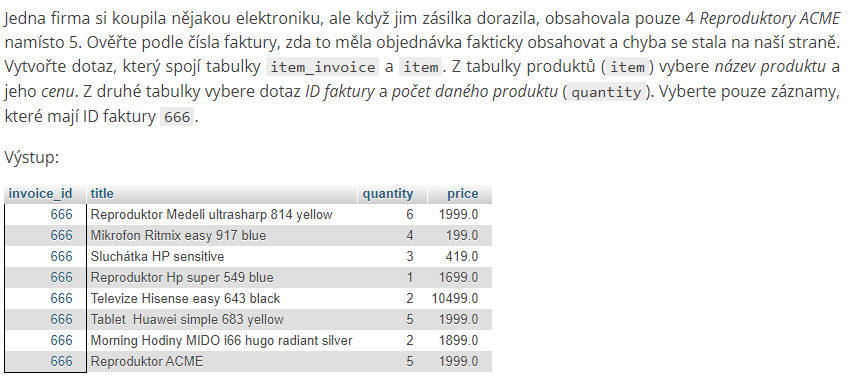 Jedna firma si koupila nějakou elektroniku, ale když jim zásilka dorazila, obsahovala pouze 4 Reproduktory ACME
namísto 5. Ověřte podle čísla faktury, zda to měla objednávka fakticky obsahovat a chyba se stala na naší straně.
Vytvořte dotaz, který spojí tabulky item_invoice a item. Z tabulky produktů (item) vybere název produktu a
jeho cenu. Z druhé tabulky vybere dotaz ID faktury a počet daného produktu (quantity). Vyberte pouze záznamy,
které mají ID faktury 666.
Výstup:
invoice_id title quantity price
666 Reproduktor Medeli ultrasharp 814 yellow 6 1999.0
666 Mikrofon Ritmix easy 917 blue 4 199.0
666 Sluchátka HP sensitive 3 419.0
666 Reproduktor Hp super 549 blue 1 1699.0
666 Televize Hisense easy 643 black 2 10499.0
666 Tablet Huawei simple 683 yellow 5 1999.0
666 Morning Hodiny MIDO i66 hugo radiant silver 2 1899.0
666 Reproduktor ACME 5 1999.0